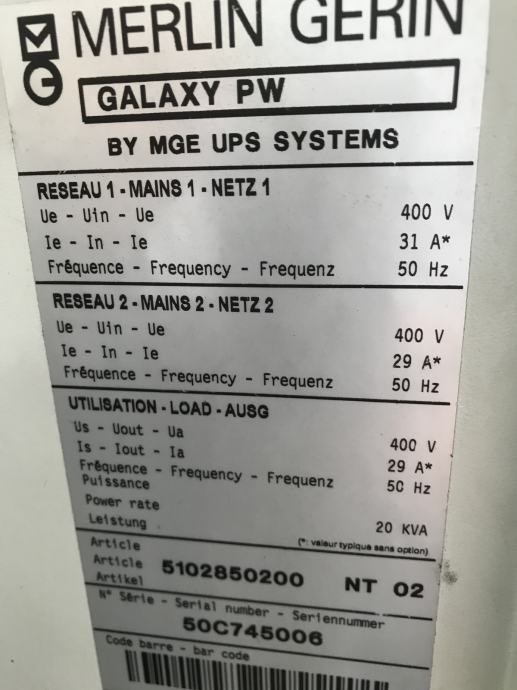 MERLIN GERIN
GALAXY PW
BY MGE UPS SYSTEMS
RESEAU 1 - MAINS 1 - NETZ 1
Ue - Uin - Ue 400 V
Ie - In - Ie 31 A*
Fréquence - Frequency - Frequenz 50 Hz
RESEAU 2 - MAINS 2 - NETZ 2
Ue - Uin - Ue 400 V
Ie - In - Ie 29 A*
Fréquence - Frequency - Frequenz 50 Hz
UTILISATION - LOAD - AUSG
Us - Uout - Ua 400 V
Is - Iout - Ia 29 A*
Fréquence - Frequency - Frequenz 50 Hz
Puissance
Power rate
Leistung 20 KVA
(*: valeur typique sans option)
Article
Article 5102850200 NT 02
Artikel
N° Série - Serial number - Seriennummer
50C745006
Code barre - bar code